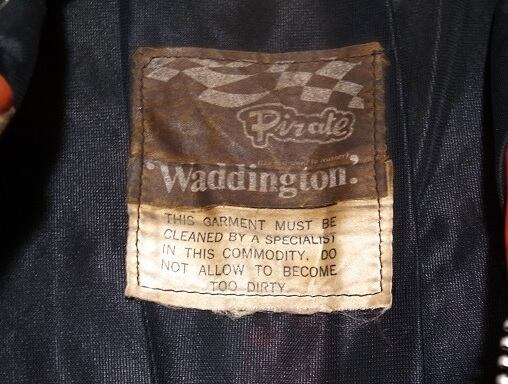 Pirate
'Waddington.'
THIS GARMENT MUST BE
CLEANED BY A SPECIALIST
IN THIS COMMODITY. DO
NOT ALLOW TO BECOME
TOO DIRTY